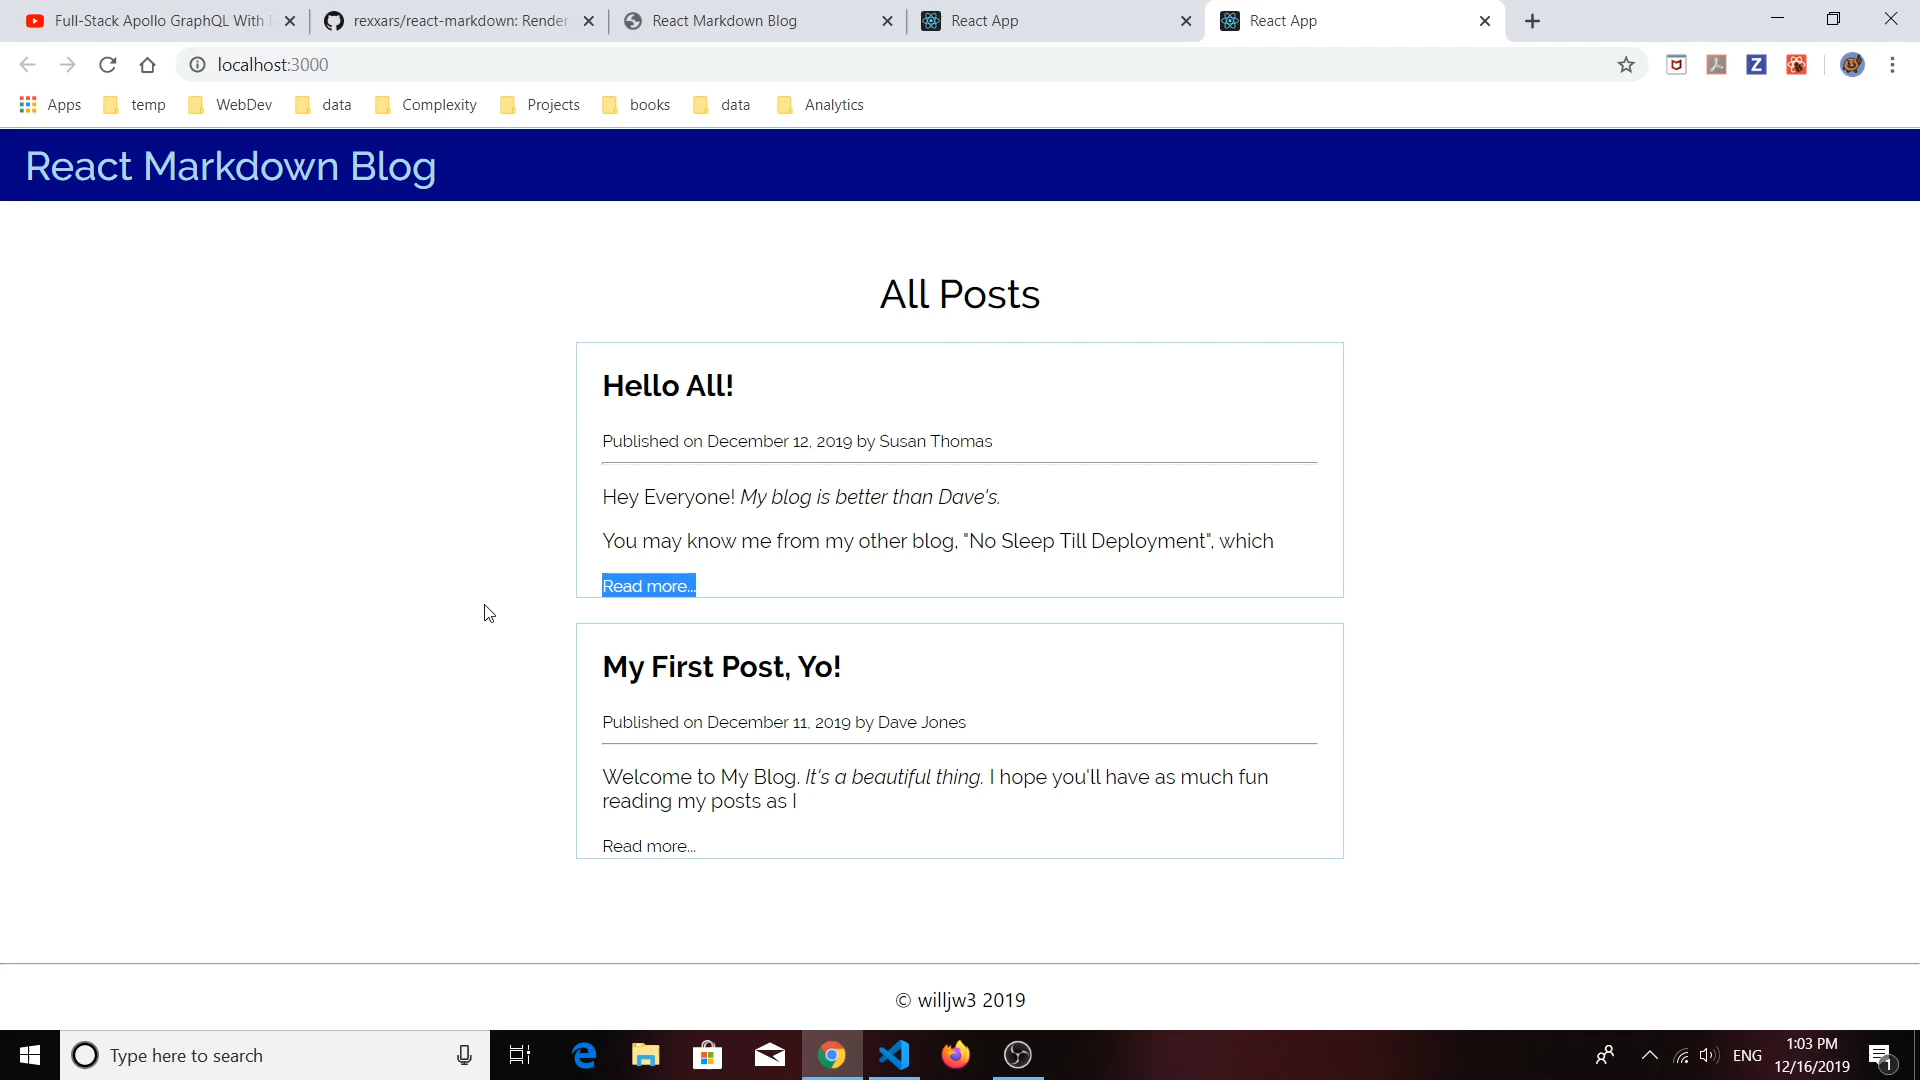 Full-Stack Apollo GraphQL With
rexxars/react-markdown: Render
React Markdown Blog
React App
React App
localhost:3000
Apps
temp
WebDev
data
Complexity
Projects
books
data
Analytics
React Markdown Blog
All Posts
Hello All!
Published on December 12, 2019 by Susan Thomas
Hey Everyone! My blog is better than Dave's.
You may know me from my other blog, "No Sleep Till Deployment", which
Read more...
My First Post, Yo!
Published on December 11, 2019 by Dave Jones
Welcome to My Blog. It's a beautiful thing. I hope you'll have as much fun
reading my posts as I
Read more...
© willjw3 2019
Type here to search
ENG
1:03 PM
12/16/2019
1